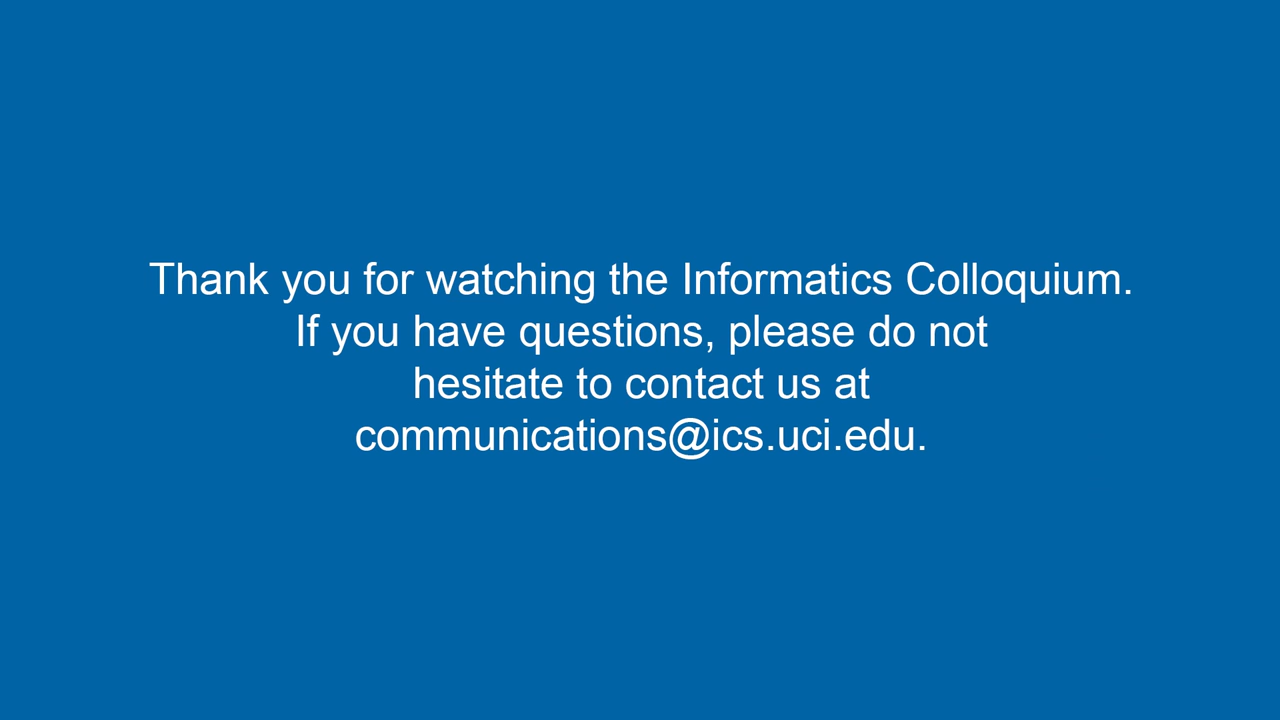 Thank you for watching the Informatics Colloquium.
If you have questions, please do not
hesitate to contact us at
communications@ics.uci.edu.